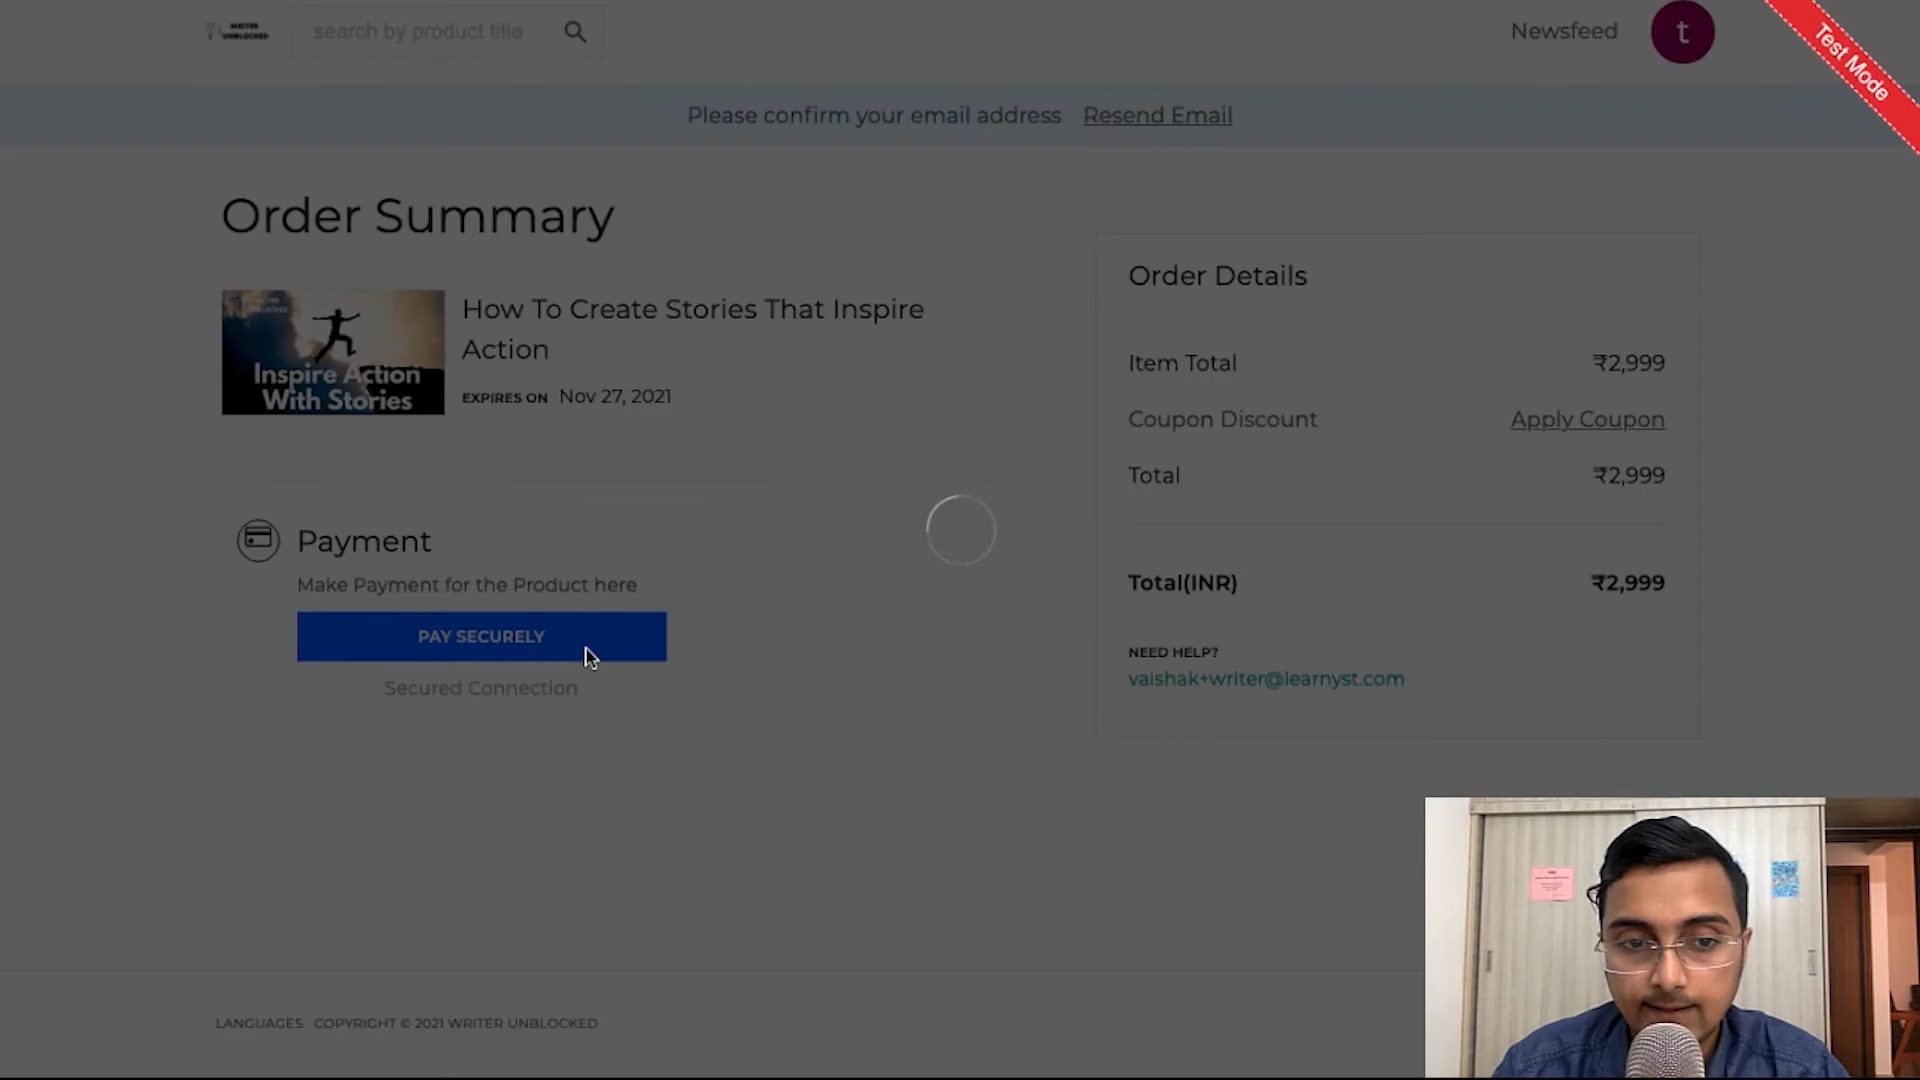 WRITER
UNBLOCKED
search by product title
Newsfeed
t
Test Mode
Please confirm your email address Resend Email
Order Summary
Inspire Action
With Stories
How To Create Stories That Inspire
Action
EXPIRES ON Nov 27, 2021
Payment
Make Payment for the Product here
PAY SECURELY
Secured Connection
Order Details
Item Total ₹2,999
Coupon Discount Apply Coupon
Total ₹2,999
Total(INR) ₹2,999
NEED HELP?
vaishak+writer@learnyst.com
LANGUAGES COPYRIGHT © 2021 WRITER UNBLOCKED